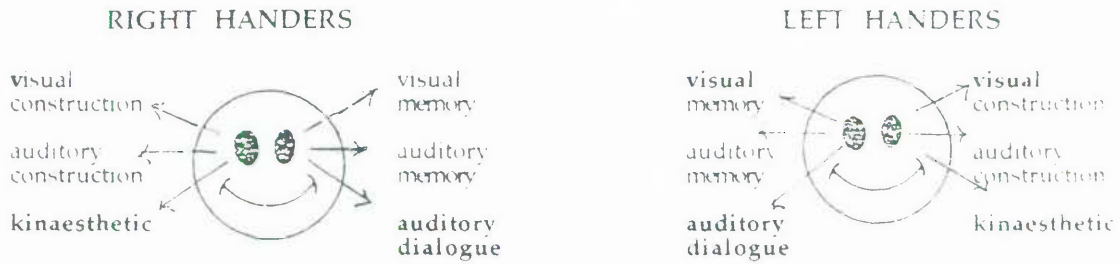 RIGHT HANDERS
visual
construction
auditory
construction
kinaesthetic
visual
memory
auditory
memory
auditory
dialogue
LEFT HANDERS
visual
memory
auditory
memory
auditory
dialogue
visual
construction
auditory
construction
kinaesthetic